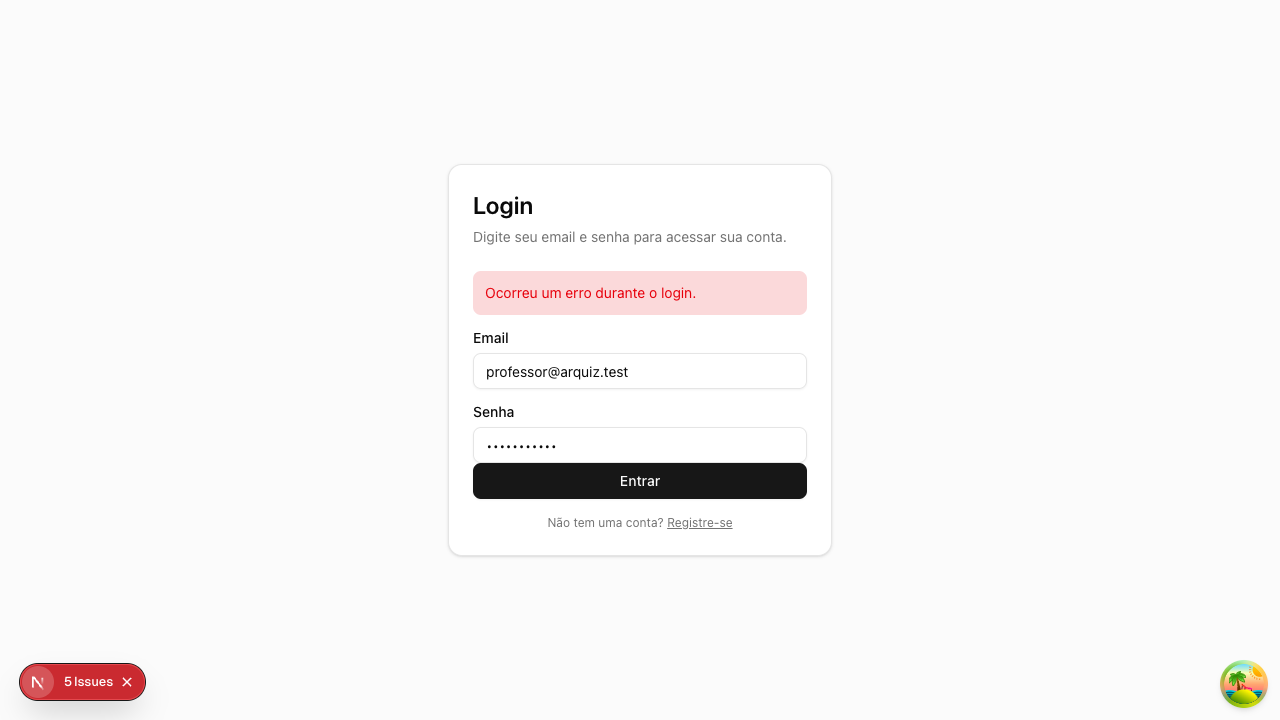 Login
Digite seu email e senha para acessar sua conta.
Ocorreu um erro durante o login.
Email
professor@arquiz.test
Senha
•••••••••••
Entrar
Não tem uma conta? Registre-se
N 5 Issues